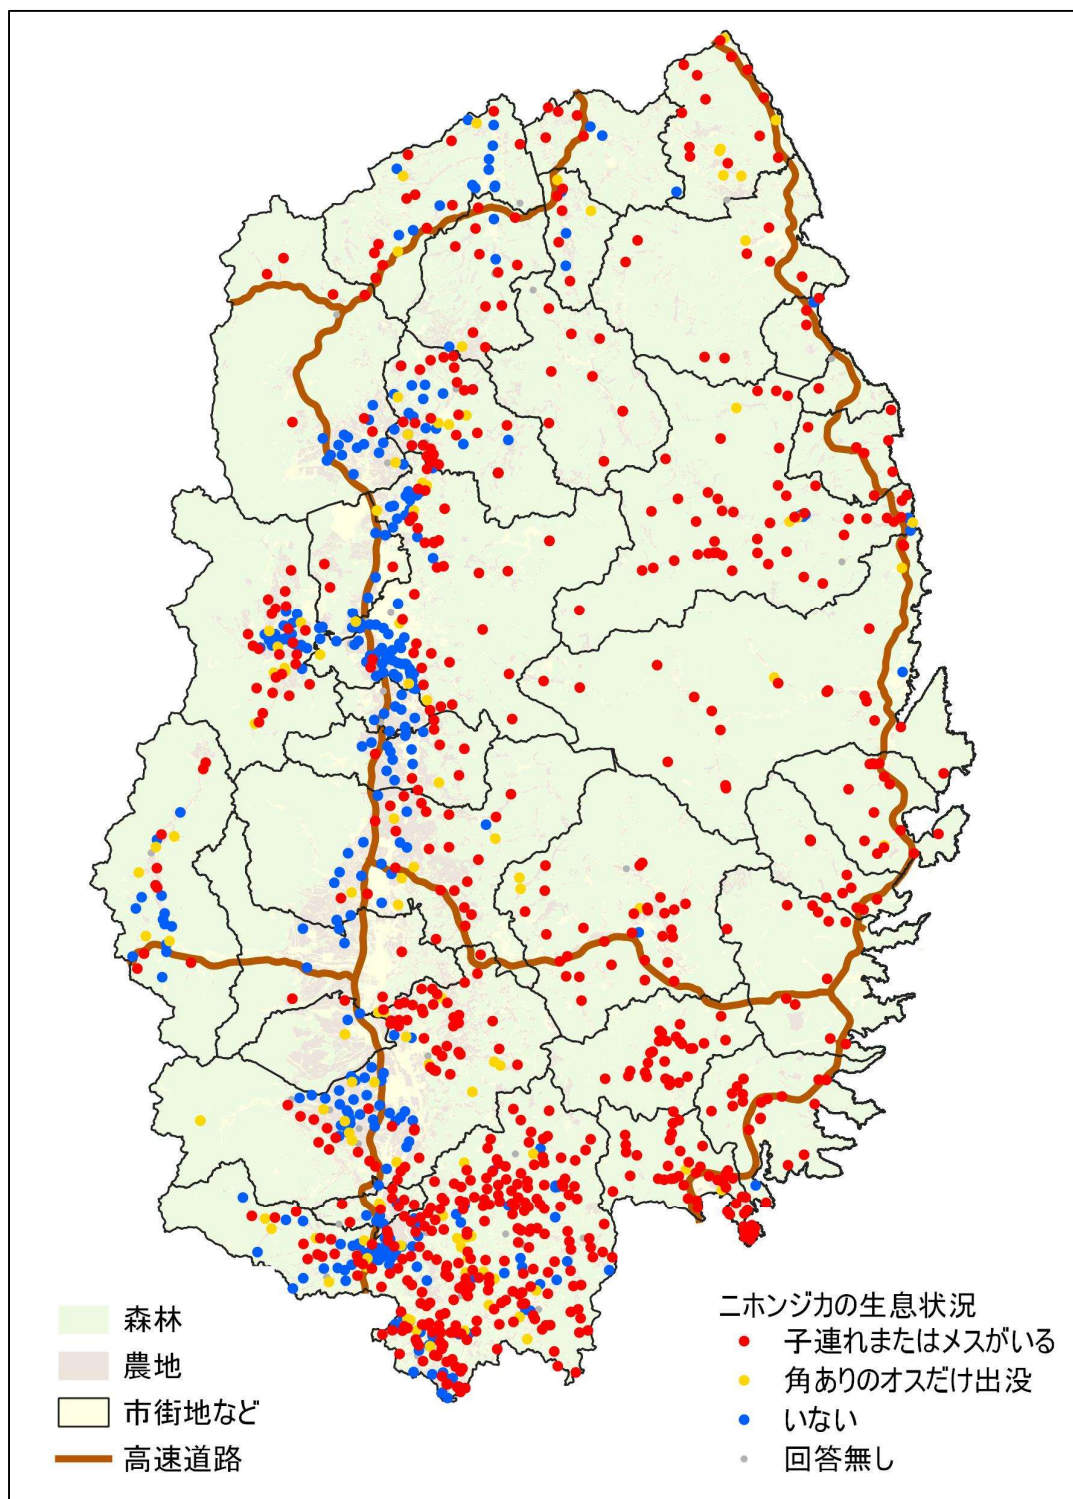 森林
農地
市街地など
高速道路
ニホンジカの生息状況
子連れまたはメスがいる
角ありのオスだけ出没
いない
回答無し